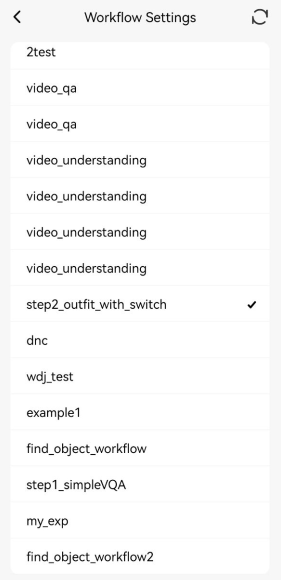 Workflow Settings
2test
video_qa
video_qa
video_understanding
video_understanding
video_understanding
video_understanding
step2_outfit_with_switch
dnc
wdj_test
example1
find_object_workflow
step1_simpleVQA
my_exp
find_object_workflow2